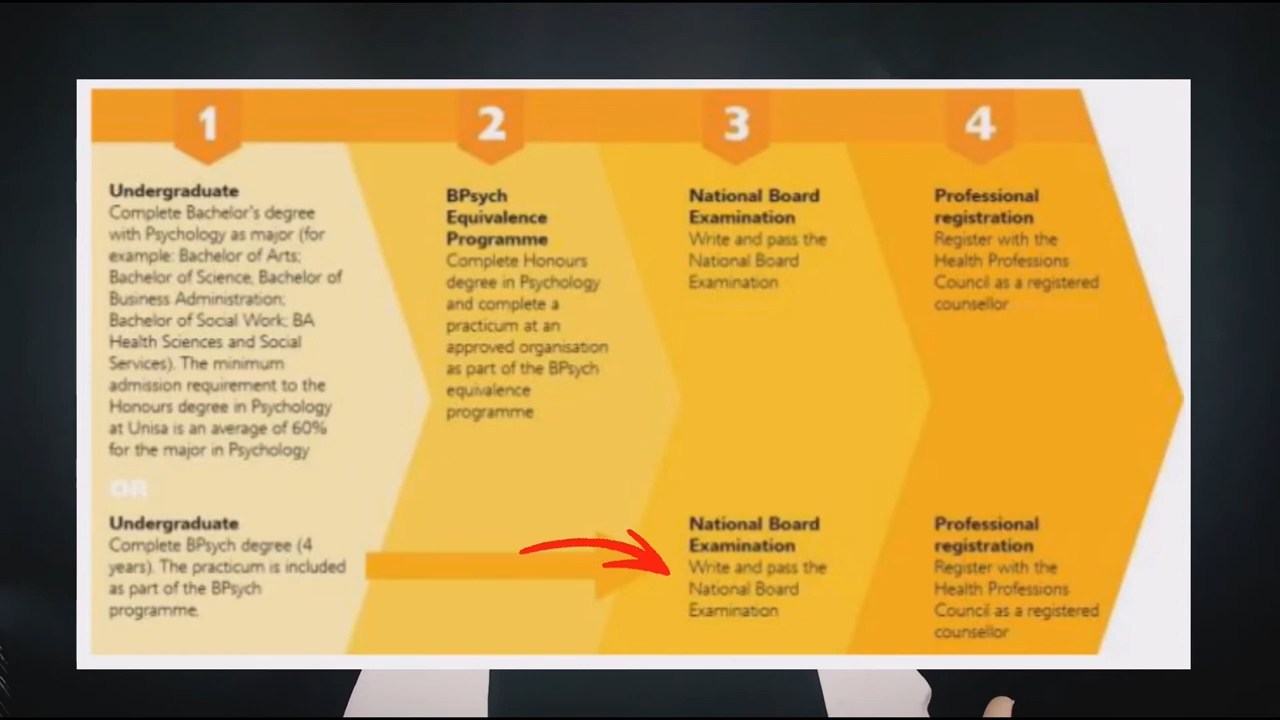 1
2
3
4
Undergraduate
Complete Bachelor's degree
with Psychology as major (for
example: Bachelor of Arts;
Bachelor of Science, Bachelor of
Business Administration;
Bachelor of Social Work; BA
Health Sciences and Social
Services). The minimum
admission requirement to the
Honours degree in Psychology
at Unisa is an average of 60%
for the major in Psychology
OR
Undergraduate
Complete BPsych degree (4
years). The practicum is included
as part of the BPsych
programme.
BPsych
Equivalence
Programme
Complete Honours
degree in Psychology
and complete a
practicum at an
approved organisation
as part of the BPsych
equivalence
programme
National Board
Examination
Write and pass the
National Board
Examination
National Board
Examination
Write and pass the
National Board
Examination
Professional
registration
Register with the
Health Professions
Council as a registered
counsellor
Professional
registration
Register with the
Health Professions
Council as a registered
counsellor